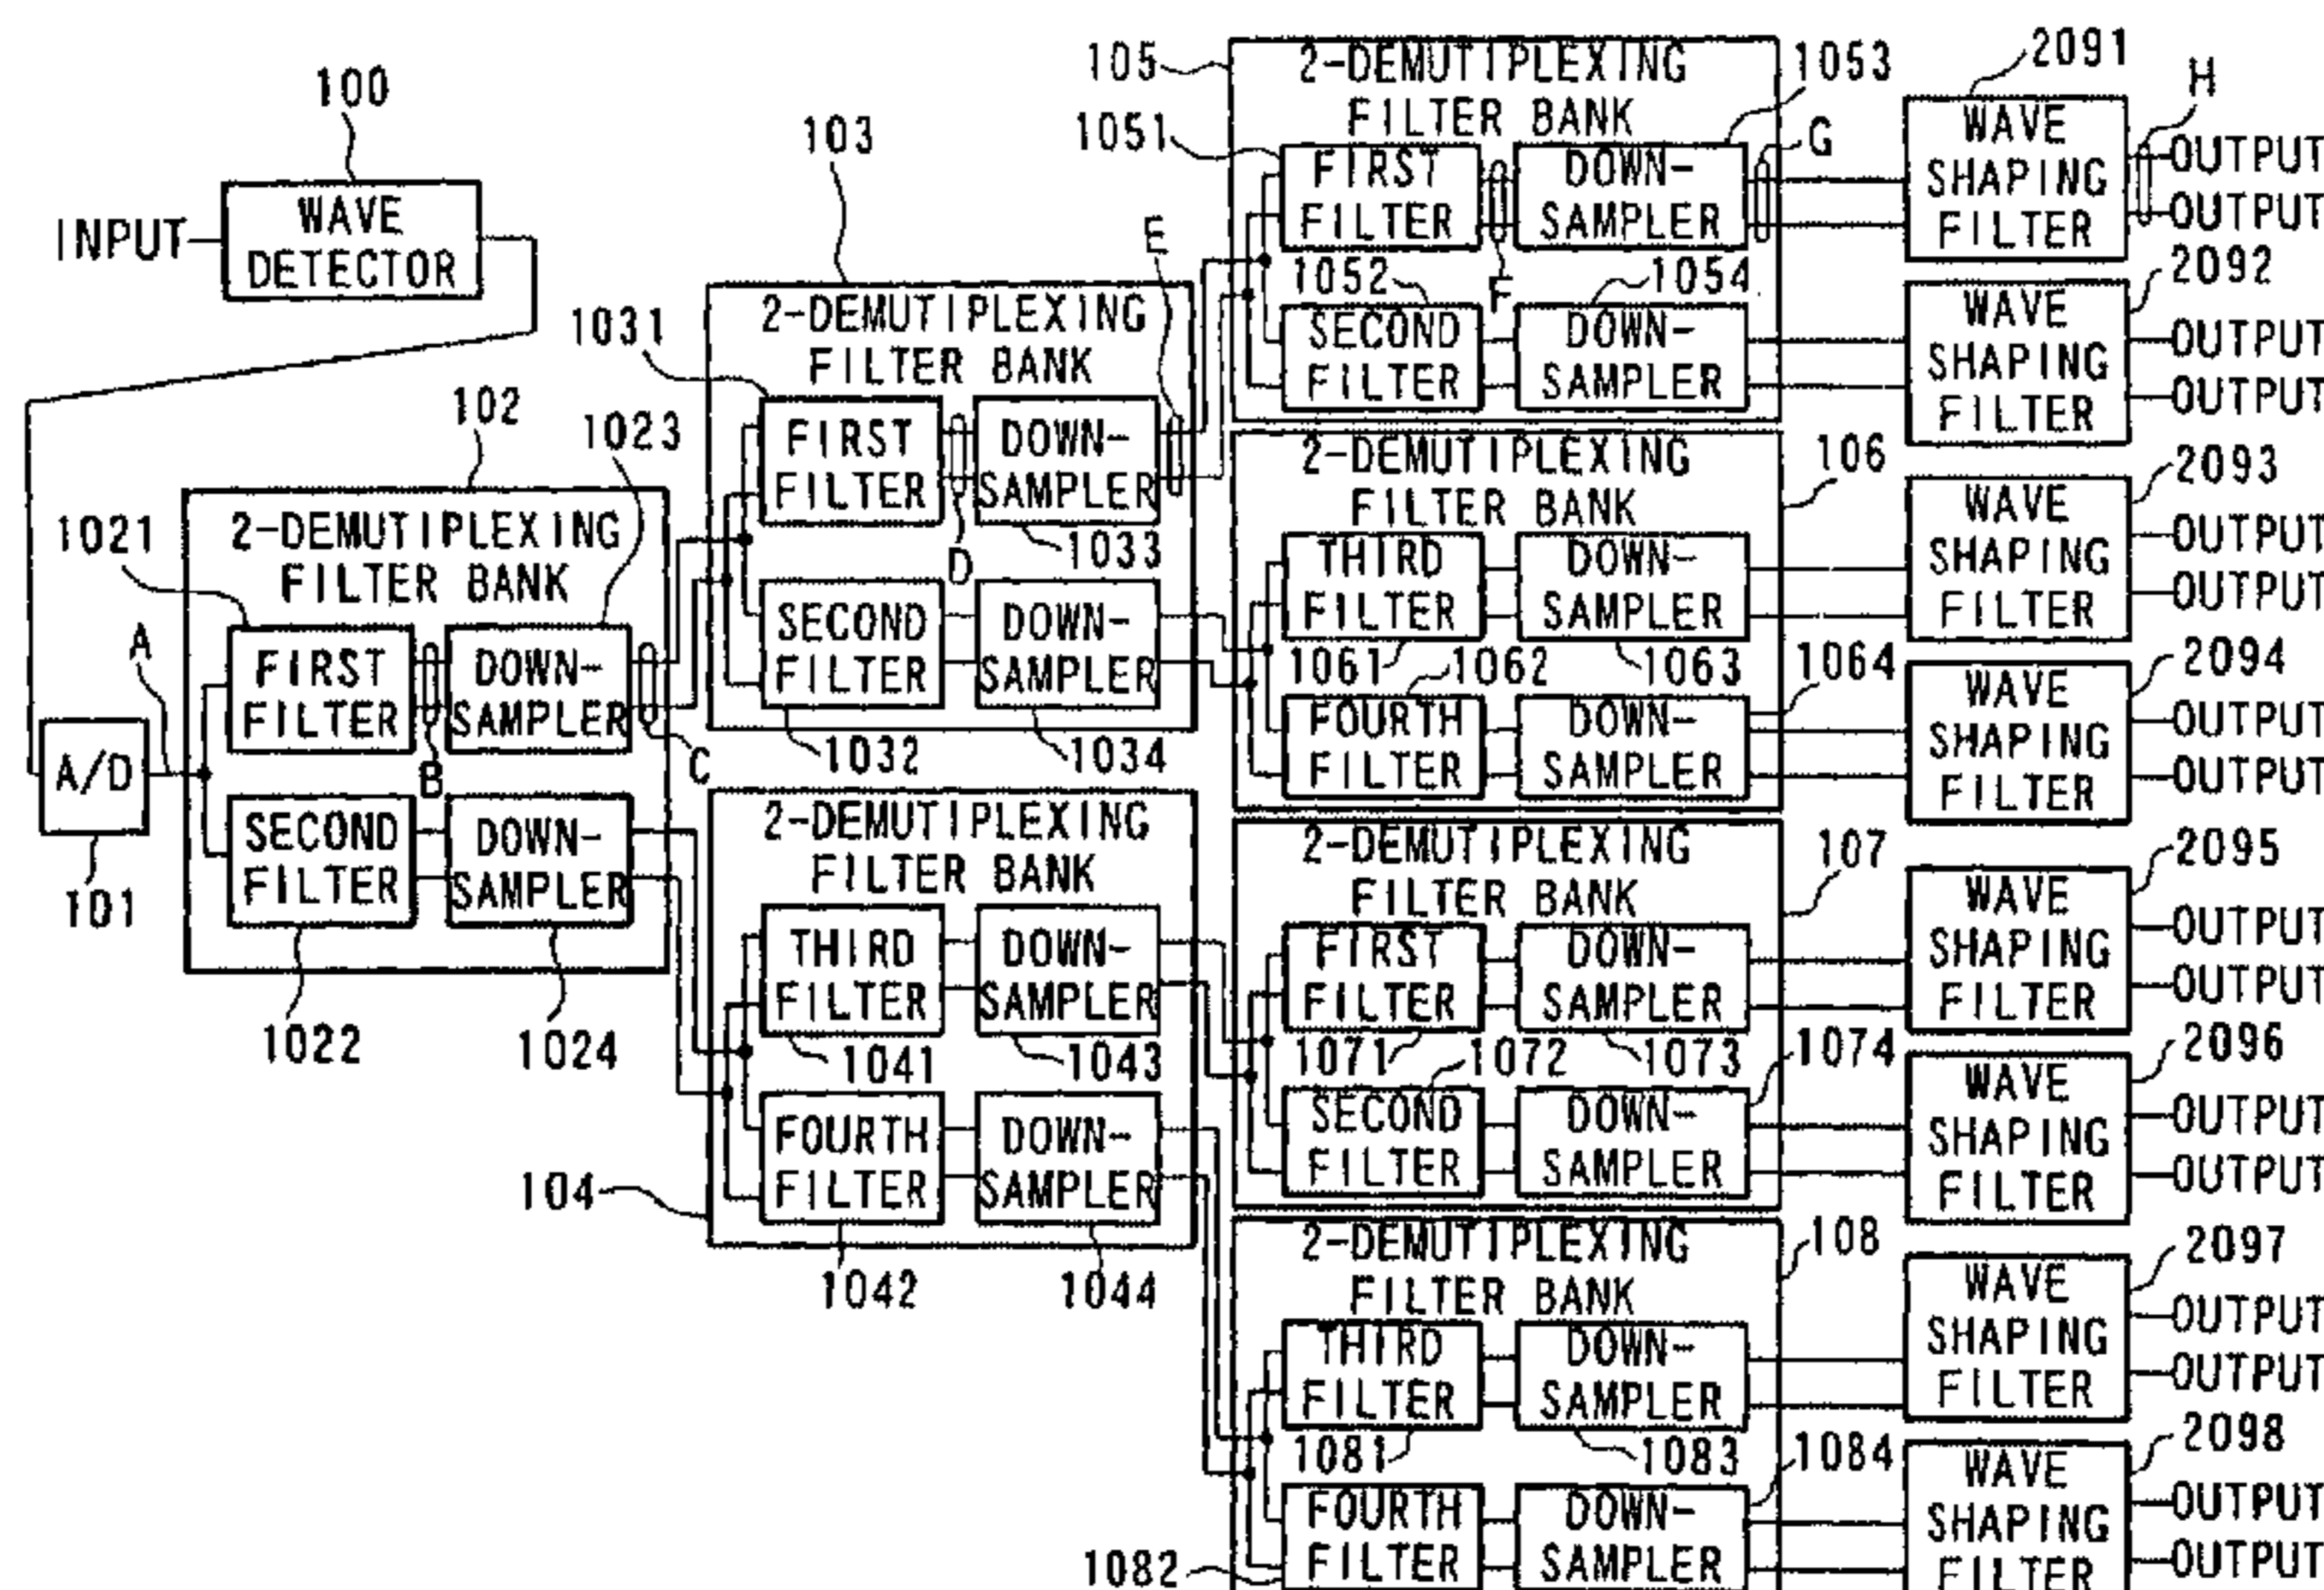 100
INPUT
WAVE
DETECTOR
A/D
101
A
102
2-DEMUTIPLEXING
FILTER BANK
1021
FIRST
FILTER
B
1023
DOWN-
SAMPLER
C
SECOND
FILTER
1022
DOWN-
SAMPLER
1024
103
2-DEMUTIPLEXING
FILTER BANK
1031
FIRST
FILTER
D
DOWN-
SAMPLER
1033
E
SECOND
FILTER
1032
DOWN-
SAMPLER
1034
104
2-DEMUTIPLEXING
FILTER BANK
THIRD
FILTER
1041
DOWN-
SAMPLER
1043
FOURTH
FILTER
1042
DOWN-
SAMPLER
1044
105
2-DEMUTIPLEXING
FILTER BANK
1051
FIRST
FILTER
F
1053
DOWN-
SAMPLER
G
1052
SECOND
FILTER
1054
DOWN-
SAMPLER
106
2-DEMUTIPLEXING
FILTER BANK
THIRD
FILTER
1061
DOWN-
SAMPLER
1063
1062
FOURTH
FILTER
1064
DOWN-
SAMPLER
107
2-DEMUTIPLEXING
FILTER BANK
FIRST
FILTER
1071
DOWN-
SAMPLER
1073
1072
SECOND
FILTER
1074
DOWN-
SAMPLER
108
2-DEMUTIPLEXING
FILTER BANK
THIRD
FILTER
1081
DOWN-
SAMPLER
1083
1082
FOURTH
FILTER
1084
DOWN-
SAMPLER
2091
WAVE
SHAPING
FILTER
H
OUTPUT
OUTPUT
2092
WAVE
SHAPING
FILTER
OUTPUT
OUTPUT
2093
WAVE
SHAPING
FILTER
OUTPUT
OUTPUT
2094
WAVE
SHAPING
FILTER
OUTPUT
OUTPUT
2095
WAVE
SHAPING
FILTER
OUTPUT
OUTPUT
2096
WAVE
SHAPING
FILTER
OUTPUT
OUTPUT
2097
WAVE
SHAPING
FILTER
OUTPUT
OUTPUT
2098
WAVE
SHAPING
FILTER
OUTPUT
OUTPUT